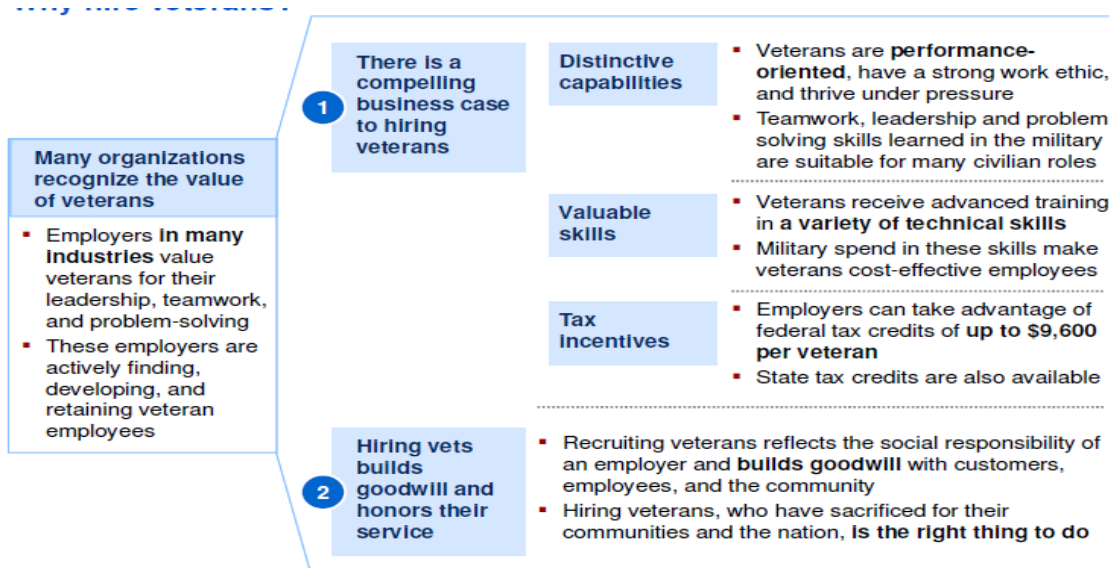 Why hire veterans?
Many organizations
recognize the value
of veterans
▪ Employers in many
industries value
veterans for their
leadership, teamwork,
and problem-solving
▪ These employers are
actively finding,
developing, and
retaining veteran
employees
1
There is a
compelling
business case
to hiring
veterans
Distinctive
capabilities
▪ Veterans are performance-
oriented, have a strong work ethic,
and thrive under pressure
▪ Teamwork, leadership and problem
solving skills learned in the military
are suitable for many civilian roles
Valuable
skills
▪ Veterans receive advanced training
in a variety of technical skills
▪ Military spend in these skills make
veterans cost-effective employees
Tax
incentives
▪ Employers can take advantage of
federal tax credits of up to $9,600
per veteran
▪ State tax credits are also available
2
Hiring vets
builds
goodwill and
honors their
service
▪ Recruiting veterans reflects the social responsibility of
an employer and builds goodwill with customers,
employees, and the community
▪ Hiring veterans, who have sacrificed for their
communities and the nation, is the right thing to do